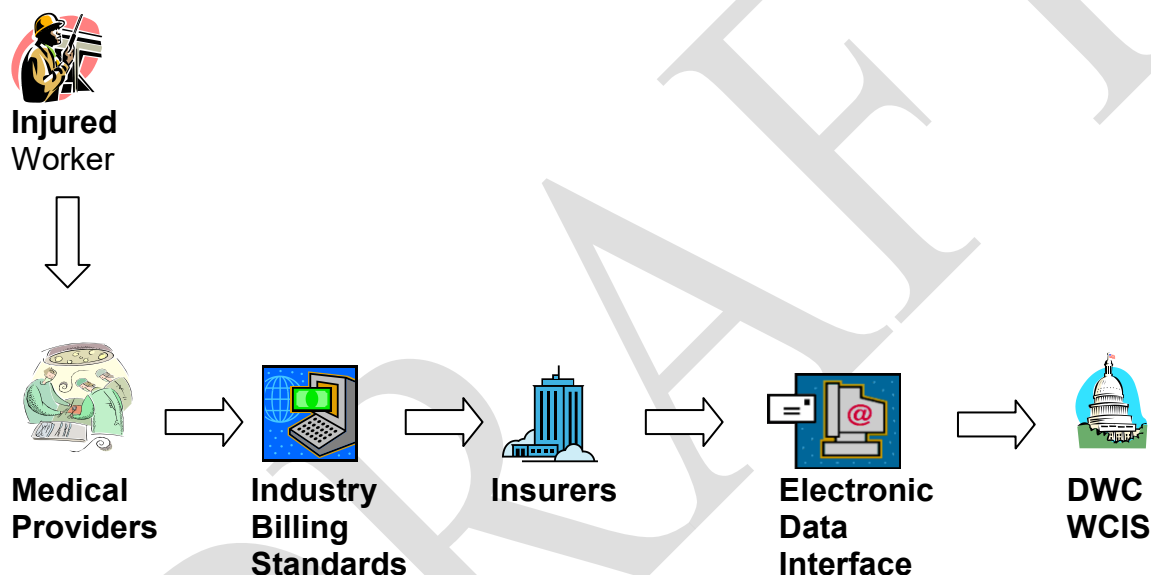 Injured
Worker
Medical
Providers
Industry
Billing
Standards
Insurers
@
Electronic
Data
Interface
DWC
WCIS
DRAFT